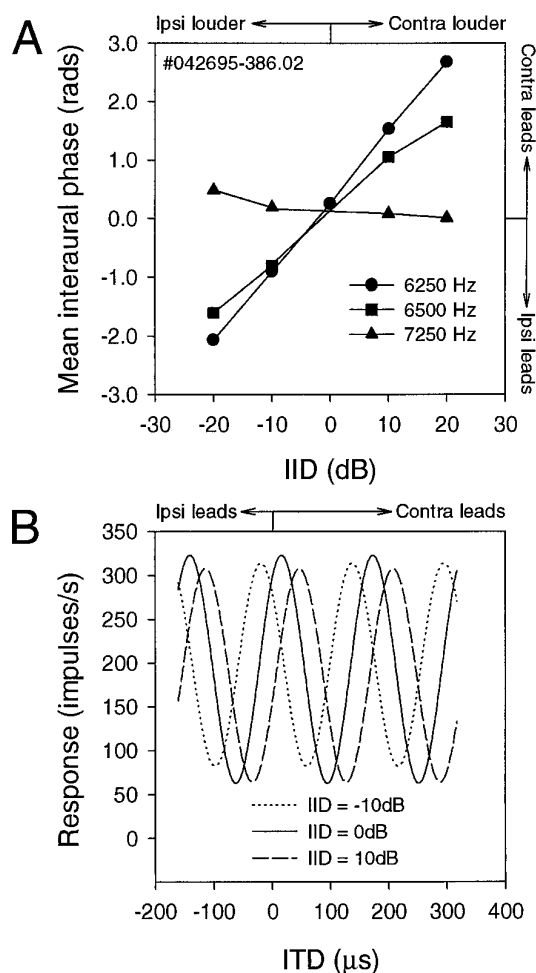 A
Ipsi louder
Contra louder
#042695-386.02
3.0
2.0
1.0
0.0
-1.0
-2.0
-3.0
Mean interaural phase (rads)
Contra leads
Ipsi leads
6250 Hz
6500 Hz
7250 Hz
-30 -20 -10 0 10 20 30
IID (dB)
B
Ipsi leads
Contra leads
350
300
250
200
150
100
50
0
Response (impulses/s)
IID = -10dB
IID = 0dB
IID = 10dB
-200 -100 0 100 200 300 400
ITD (μs)